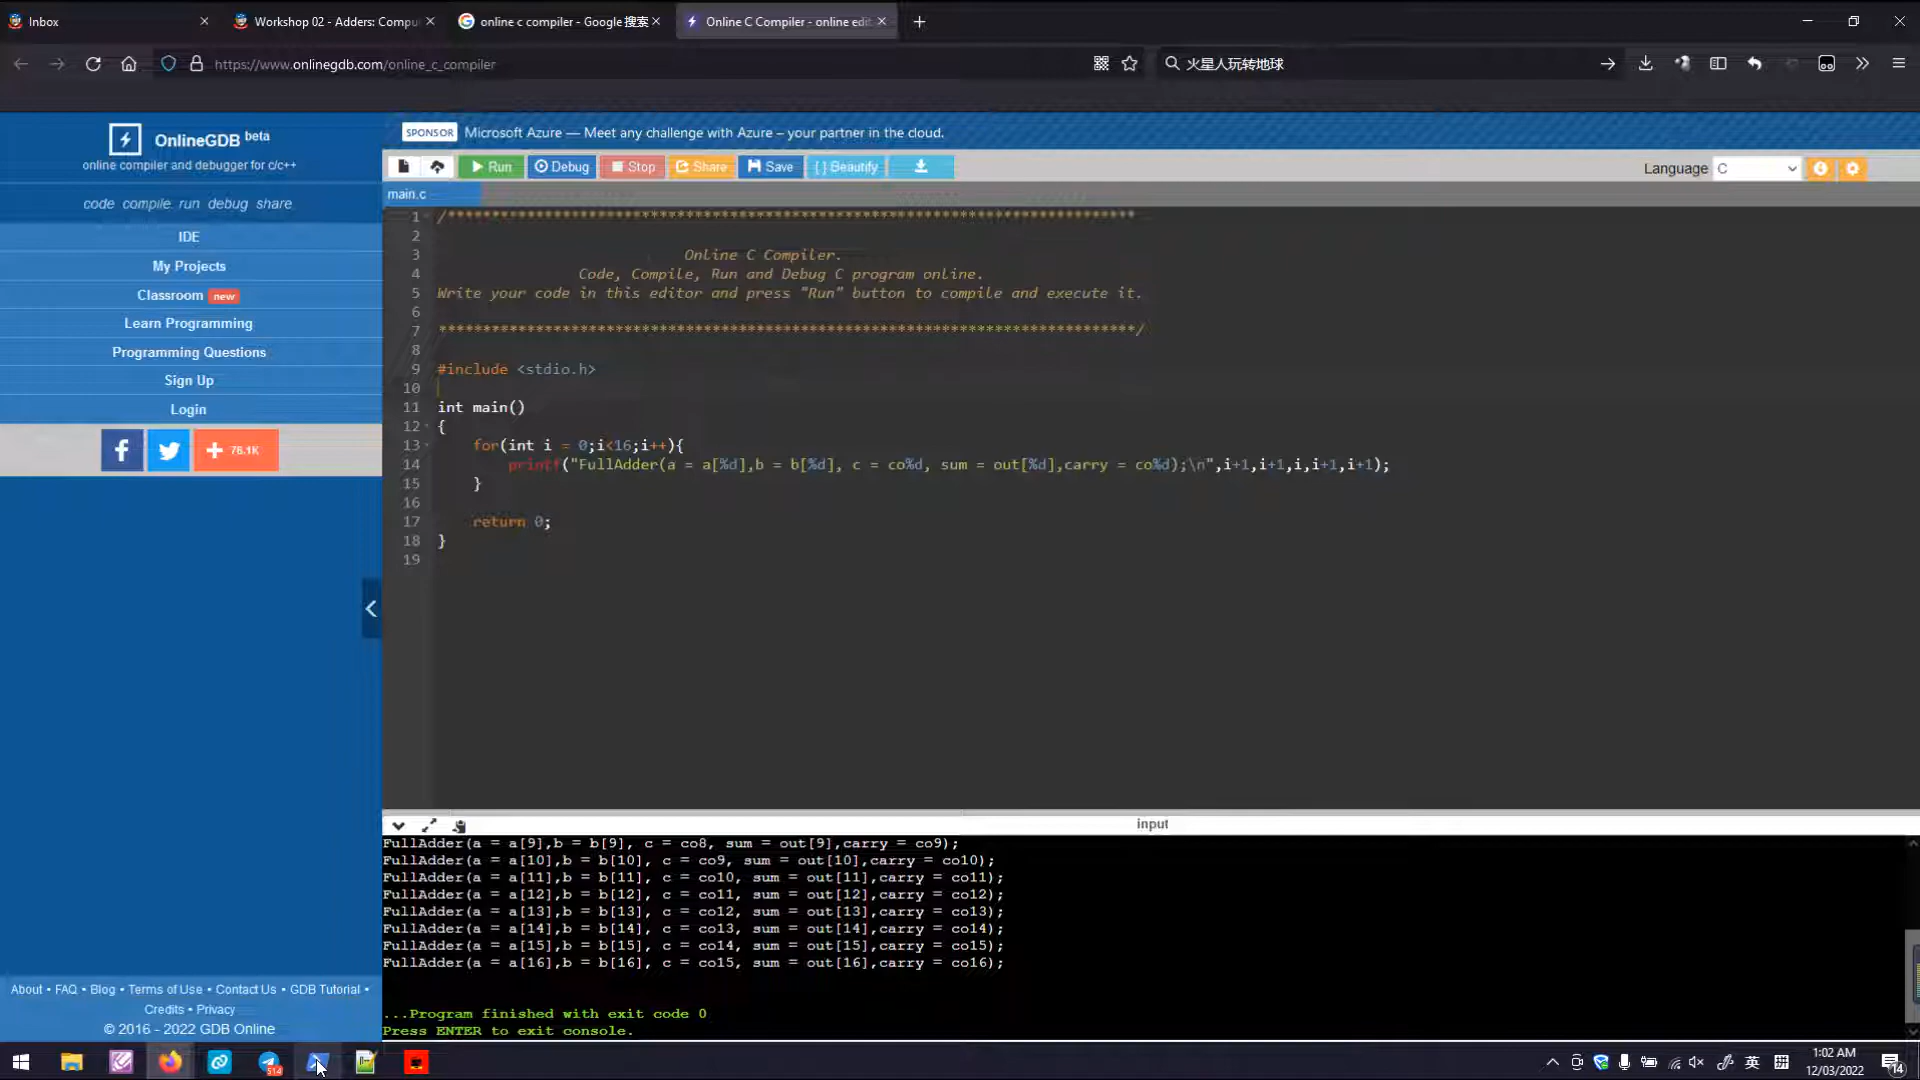 Inbox
Workshop 02 - Adders: Compu
online c compiler - Google 搜索
Online C Compiler - online edit
https://www.onlinegdb.com/online_c_compiler
火星人玩转地球
OnlineGDB beta
online compiler and debugger for c/c++
code compile run debug share
IDE
My Projects
Classroom new
Learn Programming
Programming Questions
Sign Up
Login
76.1K
About • FAQ • Blog • Terms of Use • Contact Us • GDB Tutorial •
Credits • Privacy
© 2016 - 2022 GDB Online
SPONSOR Microsoft Azure — Meet any challenge with Azure – your partner in the cloud.
Run Debug Stop Share Save { } Beautify
Language C
main.c
1 /******************************************************************************
2
3 Online C Compiler.
4 Code, Compile, Run and Debug C program online.
5 Write your code in this editor and press "Run" button to compile and execute it.
6
7 *******************************************************************************/
8
9 #include <stdio.h>
10
11 int main()
12 {
13 for(int i = 0;i<16;i++){
14 printf("FullAdder(a = a[%d],b = b[%d], c = co%d, sum = out[%d],carry = co%d);\n",i+1,i+1,i,i+1,i+1);
15 }
16
17 return 0;
18 }
19
input
FullAdder(a = a[9],b = b[9], c = co8, sum = out[9],carry = co9);
FullAdder(a = a[10],b = b[10], c = co9, sum = out[10],carry = co10);
FullAdder(a = a[11],b = b[11], c = co10, sum = out[11],carry = co11);
FullAdder(a = a[12],b = b[12], c = co11, sum = out[12],carry = co12);
FullAdder(a = a[13],b = b[13], c = co12, sum = out[13],carry = co13);
FullAdder(a = a[14],b = b[14], c = co13, sum = out[14],carry = co14);
FullAdder(a = a[15],b = b[15], c = co14, sum = out[15],carry = co15);
FullAdder(a = a[16],b = b[16], c = co15, sum = out[16],carry = co16);
...Program finished with exit code 0
Press ENTER to exit console.
514
英
拼
1:02 AM
12/03/2022
14